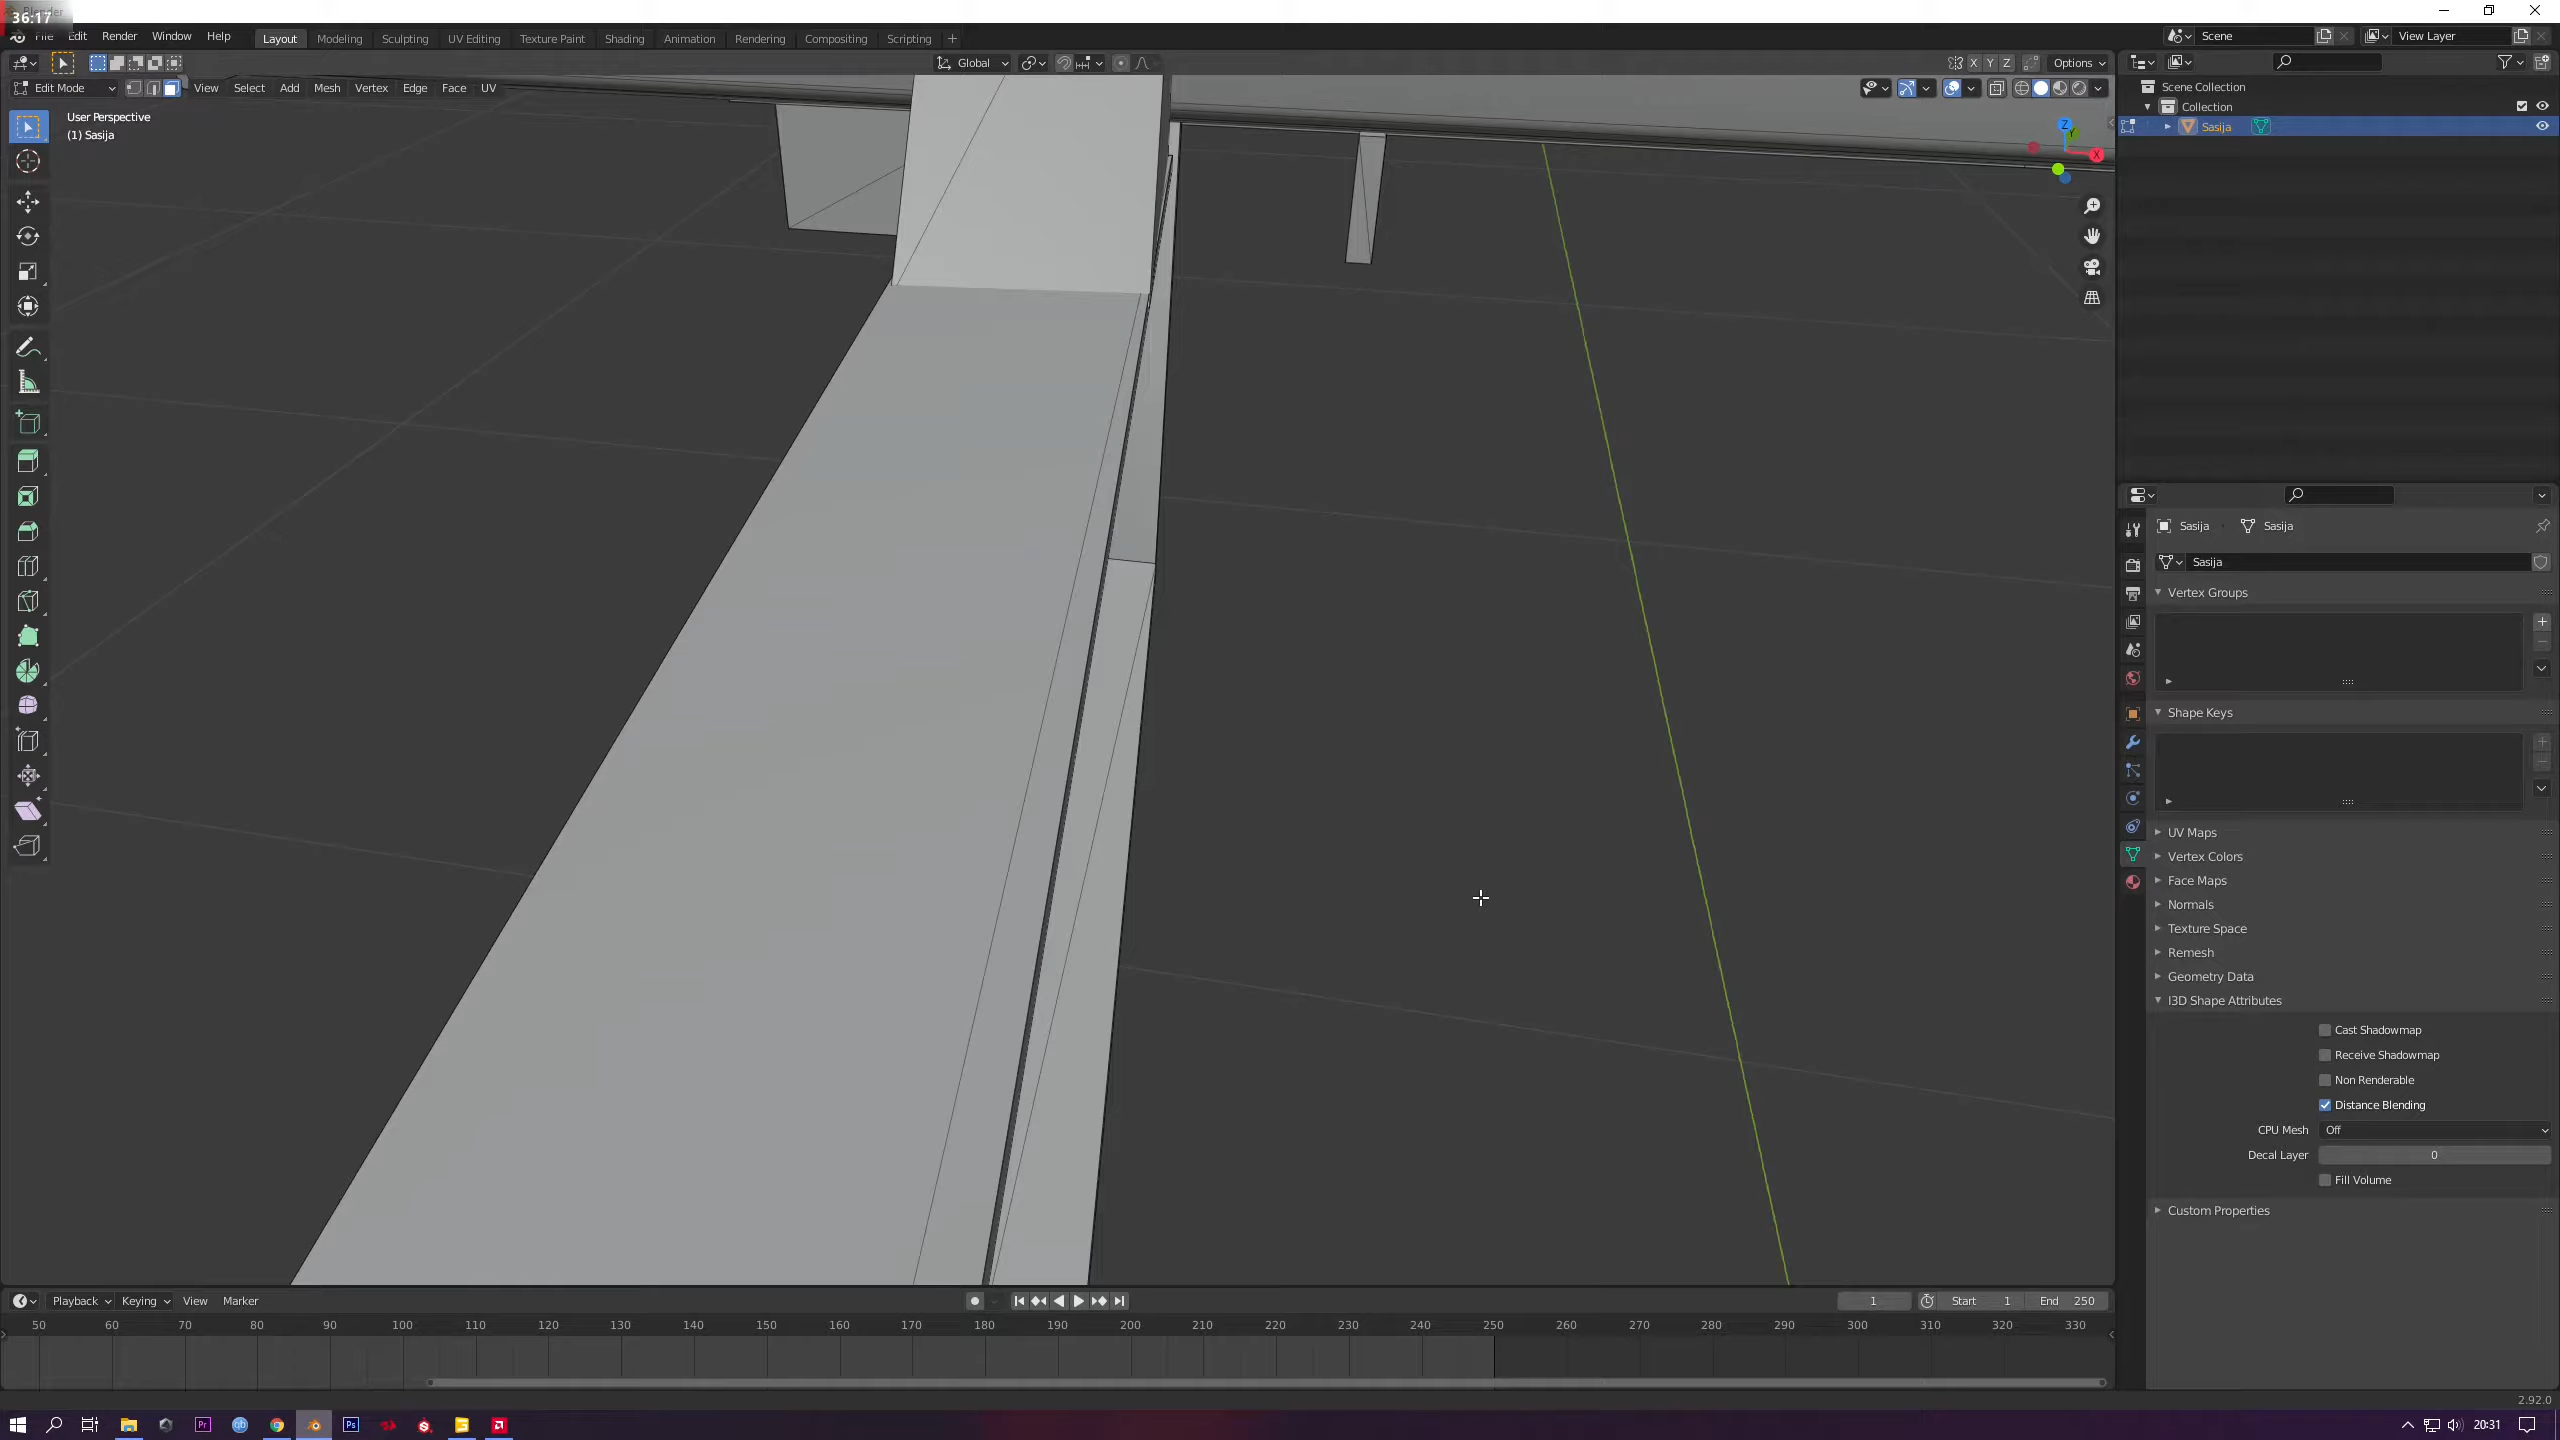 36:17
File Edit Render Window Help Layout Modeling Sculpting UV Editing Texture Paint Shading Animation Rendering Compositing Scripting + Scene View Layer
Global X Y Z Options
Edit Mode View Select Add Mesh Vertex Edge Face UV
User Perspective
(1) Sasija
Scene Collection
Collection
Sasija
Z
Y
X
Sasija Sasija
Sasija
Vertex Groups
Shape Keys
UV Maps
Vertex Colors
Face Maps
Normals
Texture Space
Remesh
Geometry Data
I3D Shape Attributes
Cast Shadowmap
Receive Shadowmap
Non Renderable
Distance Blending
CPU Mesh Off
Decal Layer 0
Fill Volume
Custom Properties
Playback Keying View Marker 1 Start 1 End 250
50 60 70 80 90 100 110 120 130 140 150 160 170 180 190 200 210 220 230 240 250 260 270 280 290 300 310 320 330
2.92.0
Pr qb Ps 20:31